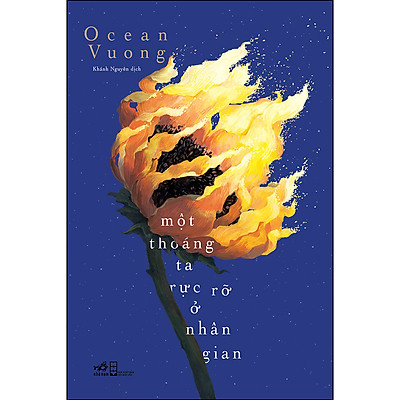 Ocean
Vuong
Khánh Nguyên dịch
một
thoáng
ta
rực rỡ
ở
nhân
gian